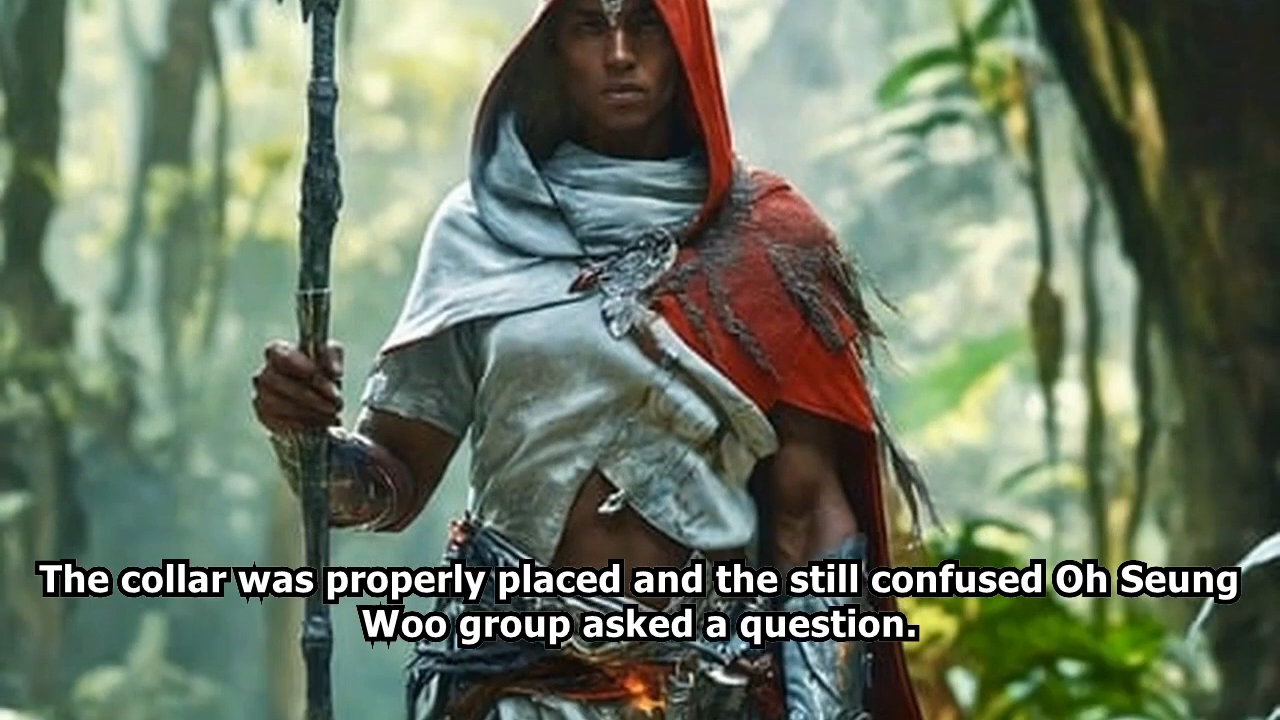 The collar was properly placed and the still confused Oh Seung
Woo group asked a question.